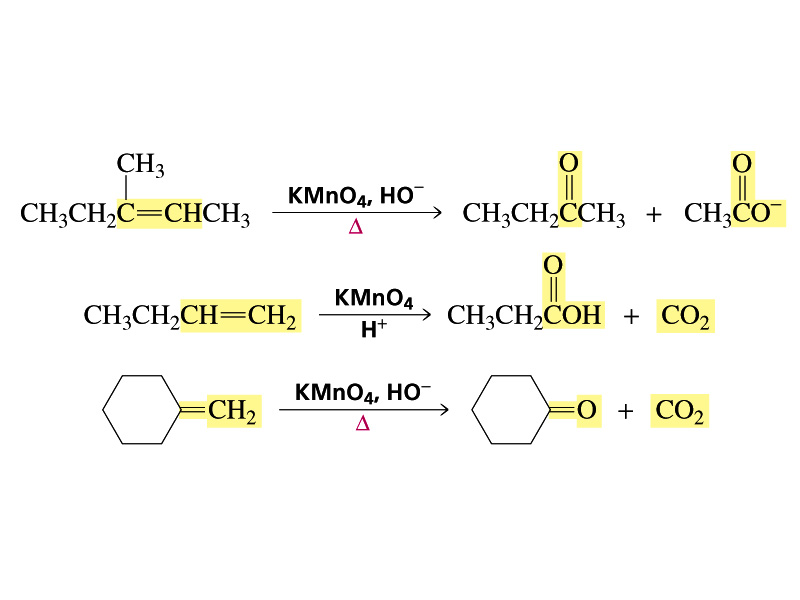 CH₃ O O
CH₃CH₂C=CHCH₃ KMnO₄, HO⁻ Δ CH₃CH₂CCH₃ + CH₃CO⁻
O
CH₃CH₂CH=CH₂ KMnO₄ H⁺ CH₃CH₂COH + CO₂
=CH₂ KMnO₄, HO⁻ Δ =O + CO₂